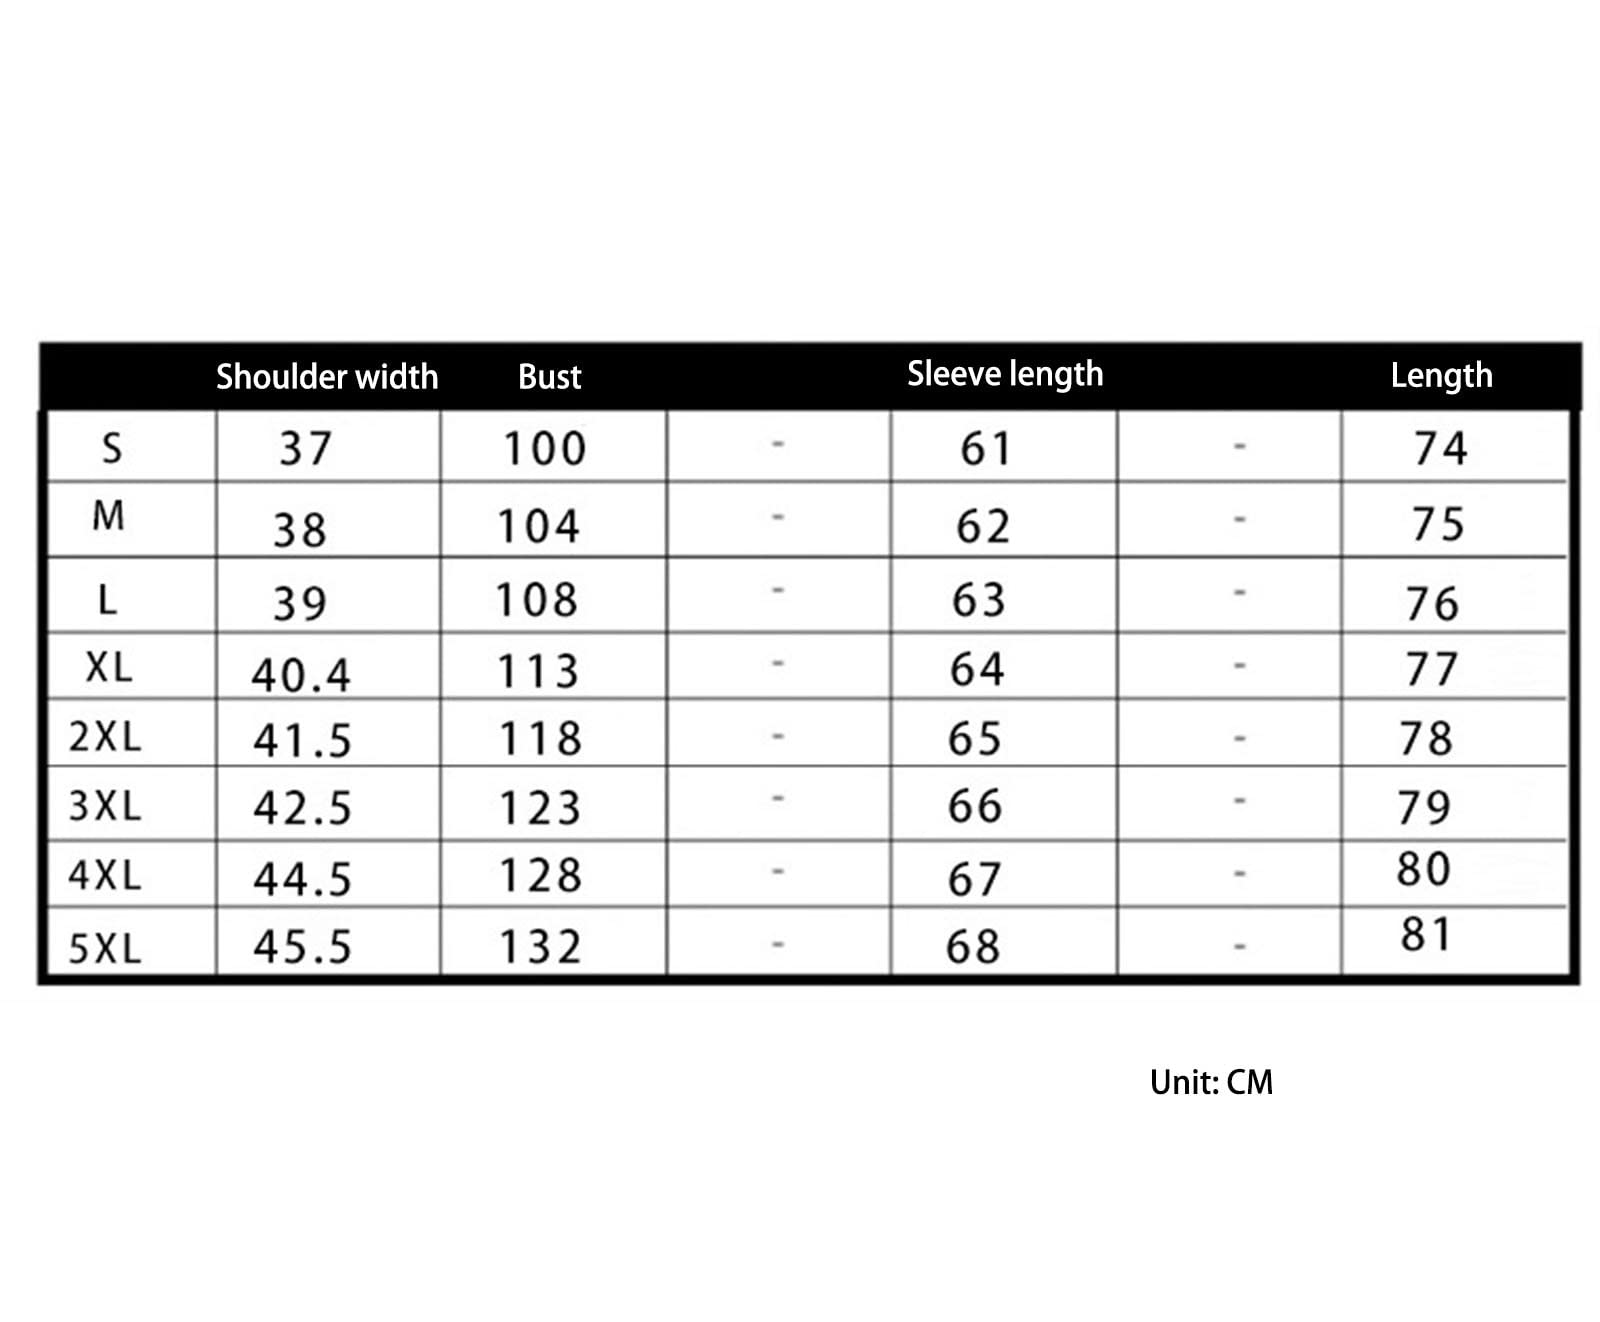 Shoulder width Bust Sleeve length Length
S 37 100 - 61 - 74
M 38 104 - 62 - 75
L 39 108 - 63 - 76
XL 40.4 113 - 64 - 77
2XL 41.5 118 - 65 - 78
3XL 42.5 123 - 66 - 79
4XL 44.5 128 - 67 - 80
5XL 45.5 132 - 68 - 81
Unit: CM